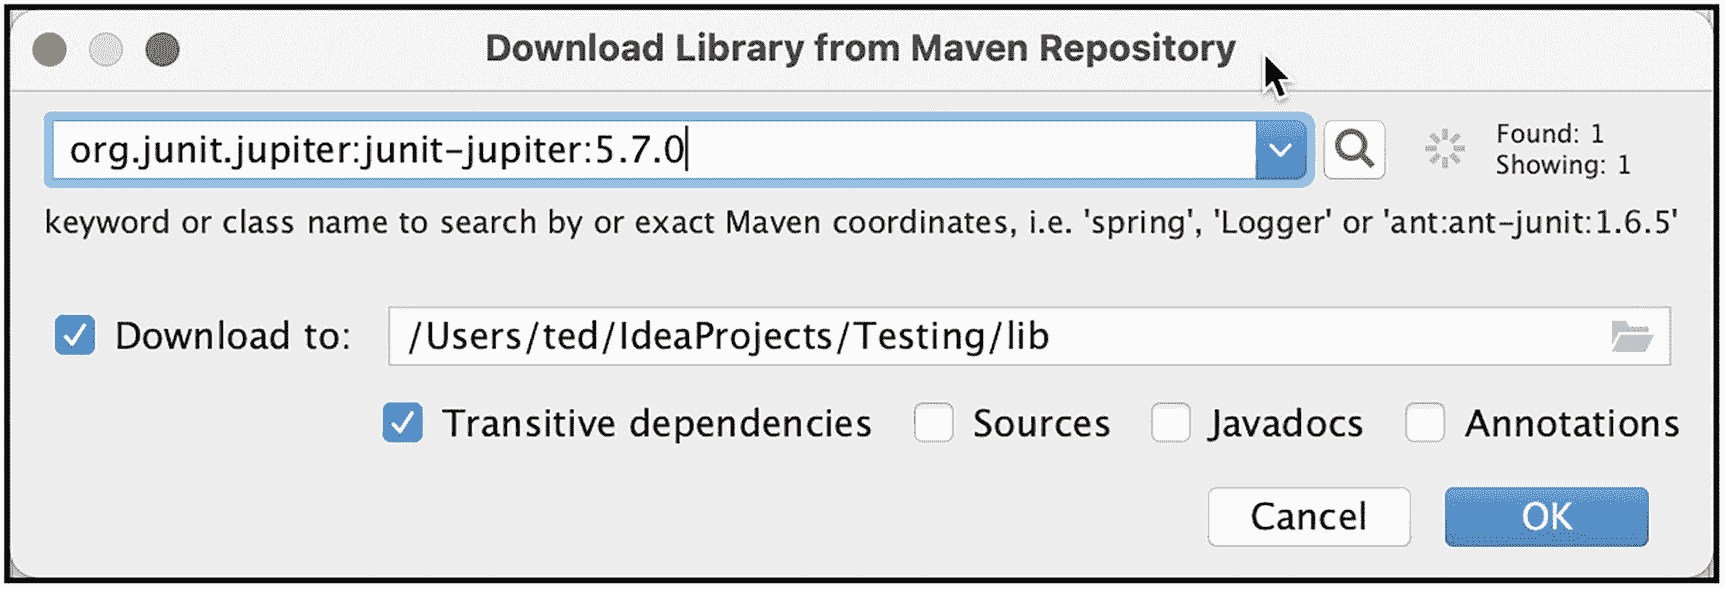 Download Library from Maven Repository
org.junit.jupiter:junit-jupiter:5.7.0
Found: 1
Showing: 1
keyword or class name to search by or exact Maven coordinates, i.e. 'spring', 'Logger' or 'ant:ant-junit:1.6.5'
Download to: /Users/ted/IdeaProjects/Testing/lib
Transitive dependencies Sources Javadocs Annotations
Cancel OK